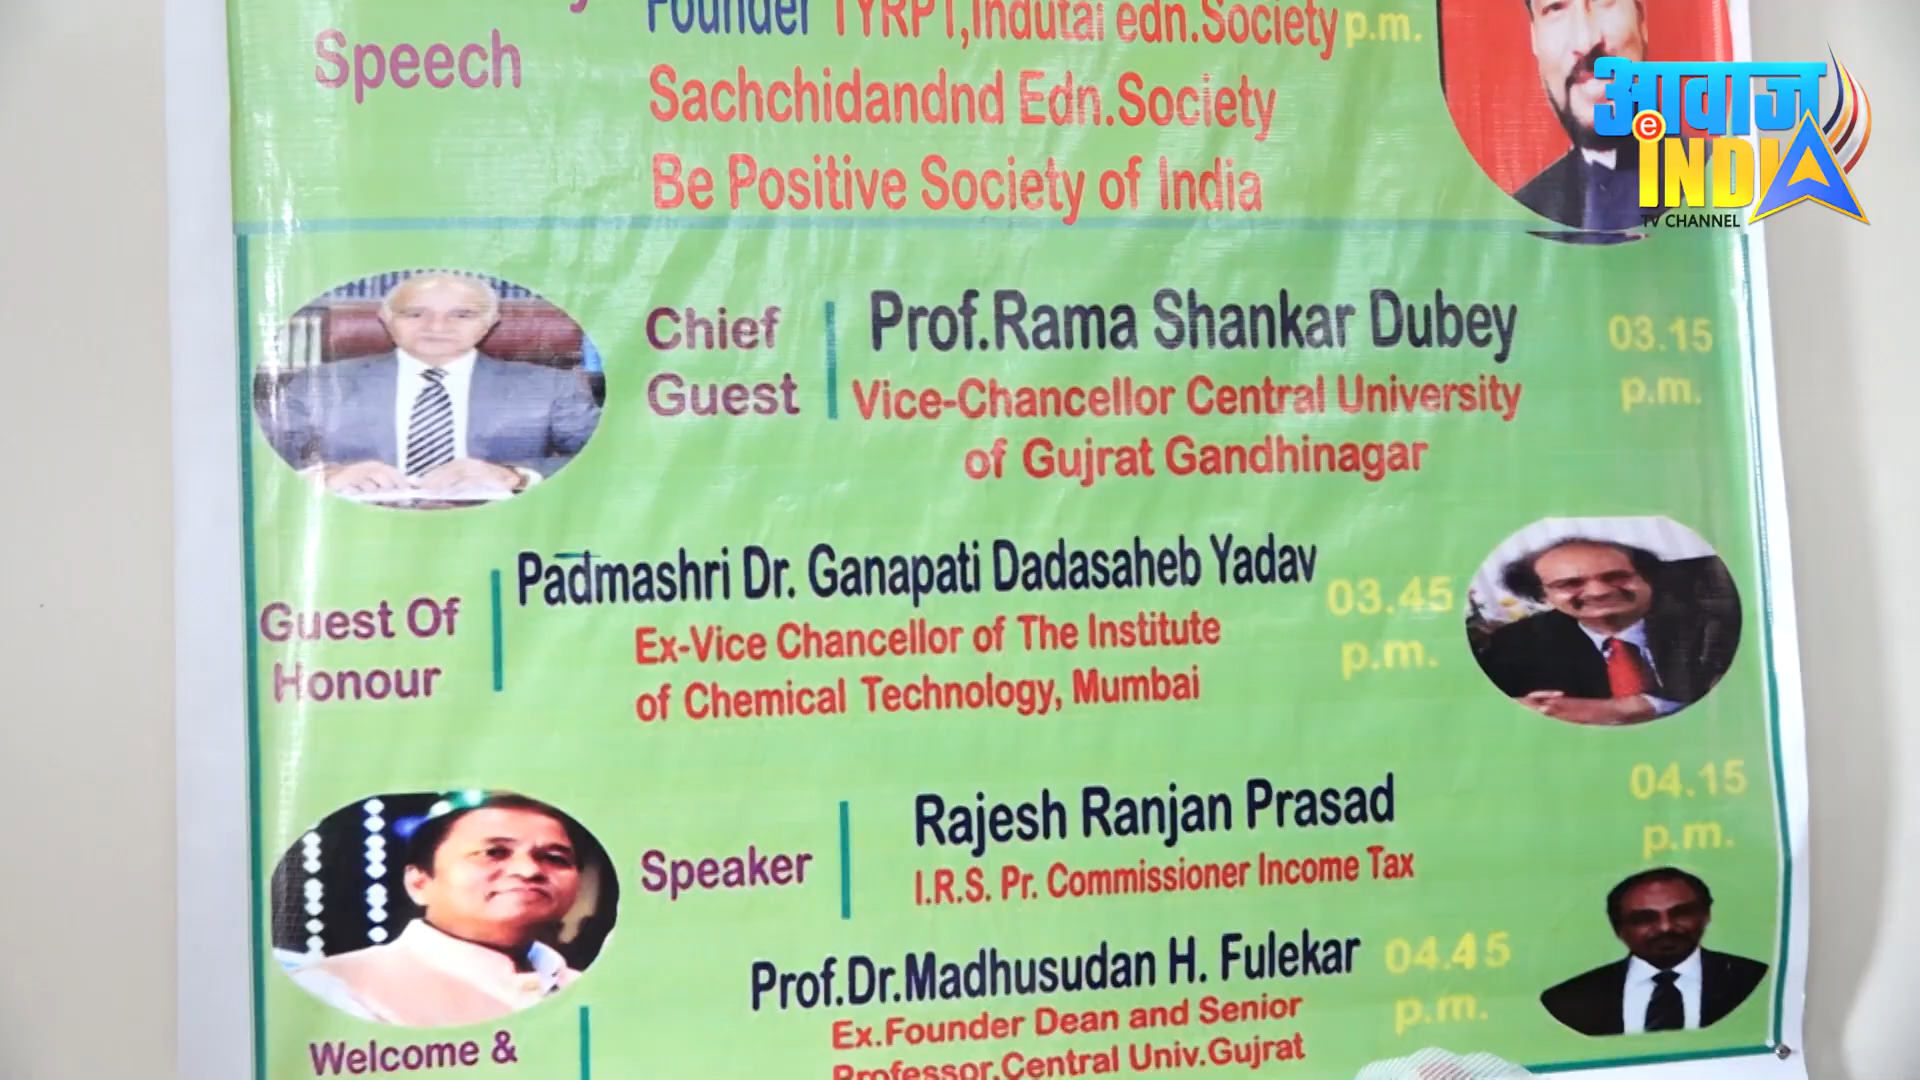 Founder TYRPT,Indutai edn.Society p.m.
Speech
Sachchidandnd Edn.Society
Be Positive Society of India
आवाज
e INDIA
TV CHANNEL
Chief
Guest
Prof.Rama Shankar Dubey
Vice-Chancellor Central University
of Gujrat Gandhinagar
03.15
p.m.
Guest Of
Honour
Padmashri Dr. Ganapati Dadasaheb Yadav
Ex-Vice Chancellor of The Institute
of Chemical Technology, Mumbai
03.45
p.m.
Speaker
Rajesh Ranjan Prasad
I.R.S. Pr. Commissioner Income Tax
04.15
p.m.
Prof.Dr.Madhusudan H. Fulekar
Ex.Founder Dean and Senior
Professor,Central Univ.Gujrat
04.45
p.m.
Welcome &